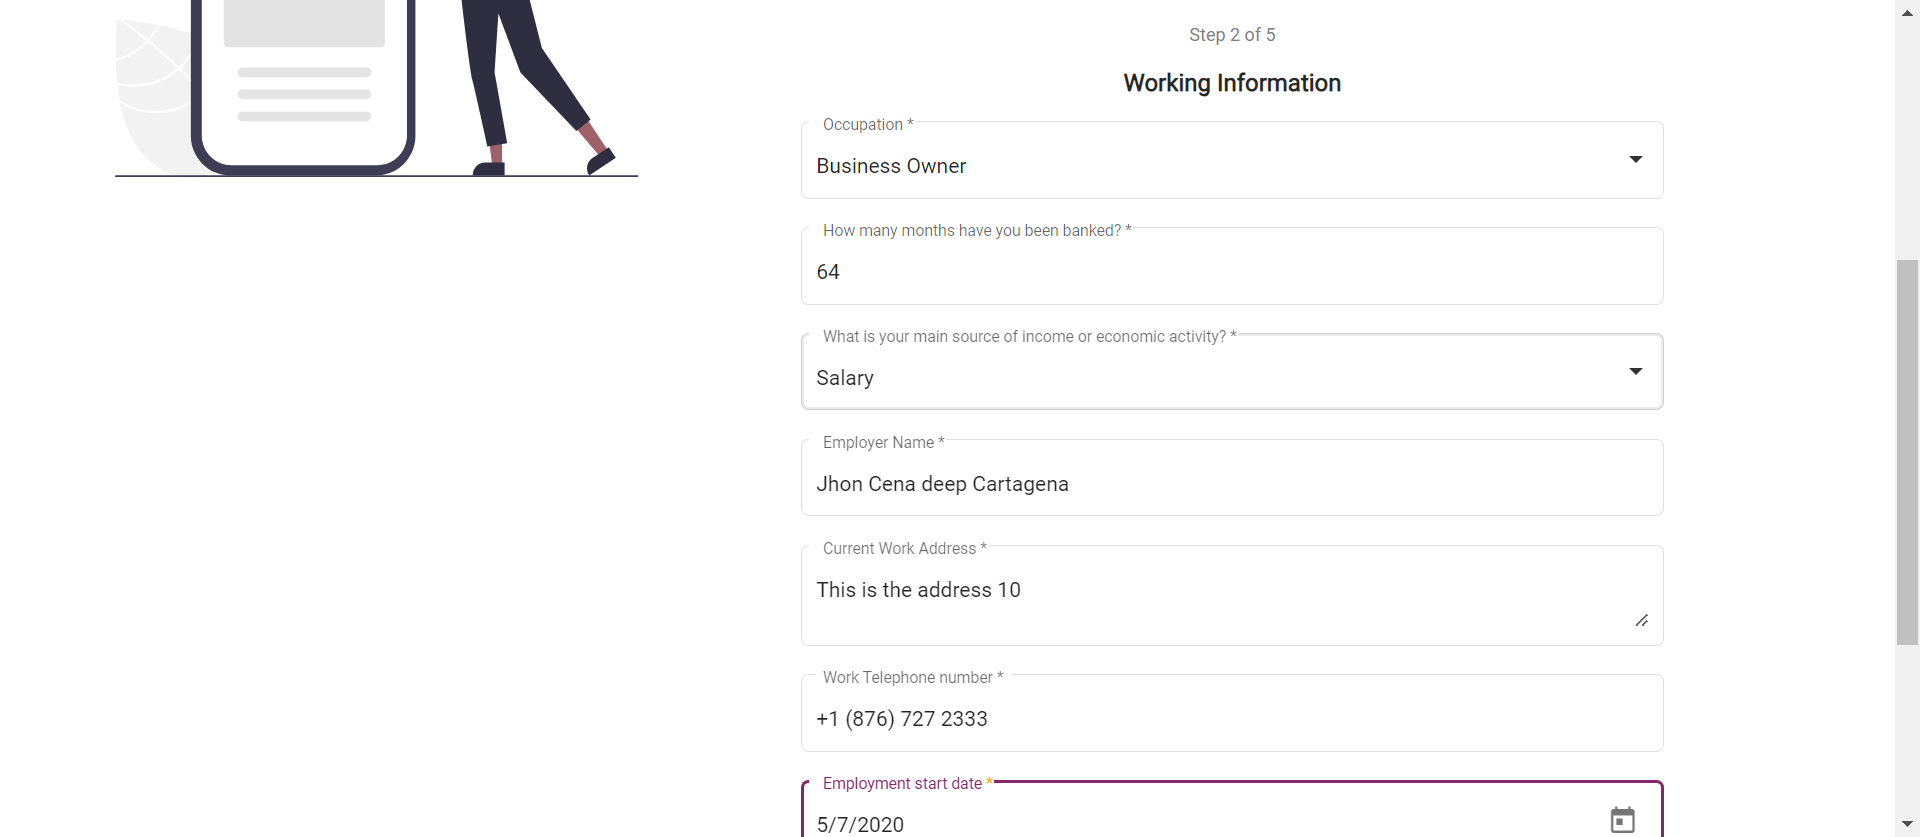 Step 2 of 5
Working Information
Occupation *
Business Owner
How many months have you been banked? *
64
What is your main source of income or economic activity? *
Salary
Employer Name *
Jhon Cena deep Cartagena
Current Work Address *
This is the address 10
Work Telephone number *
+1 (876) 727 2333
Employment start date *
5/7/2020